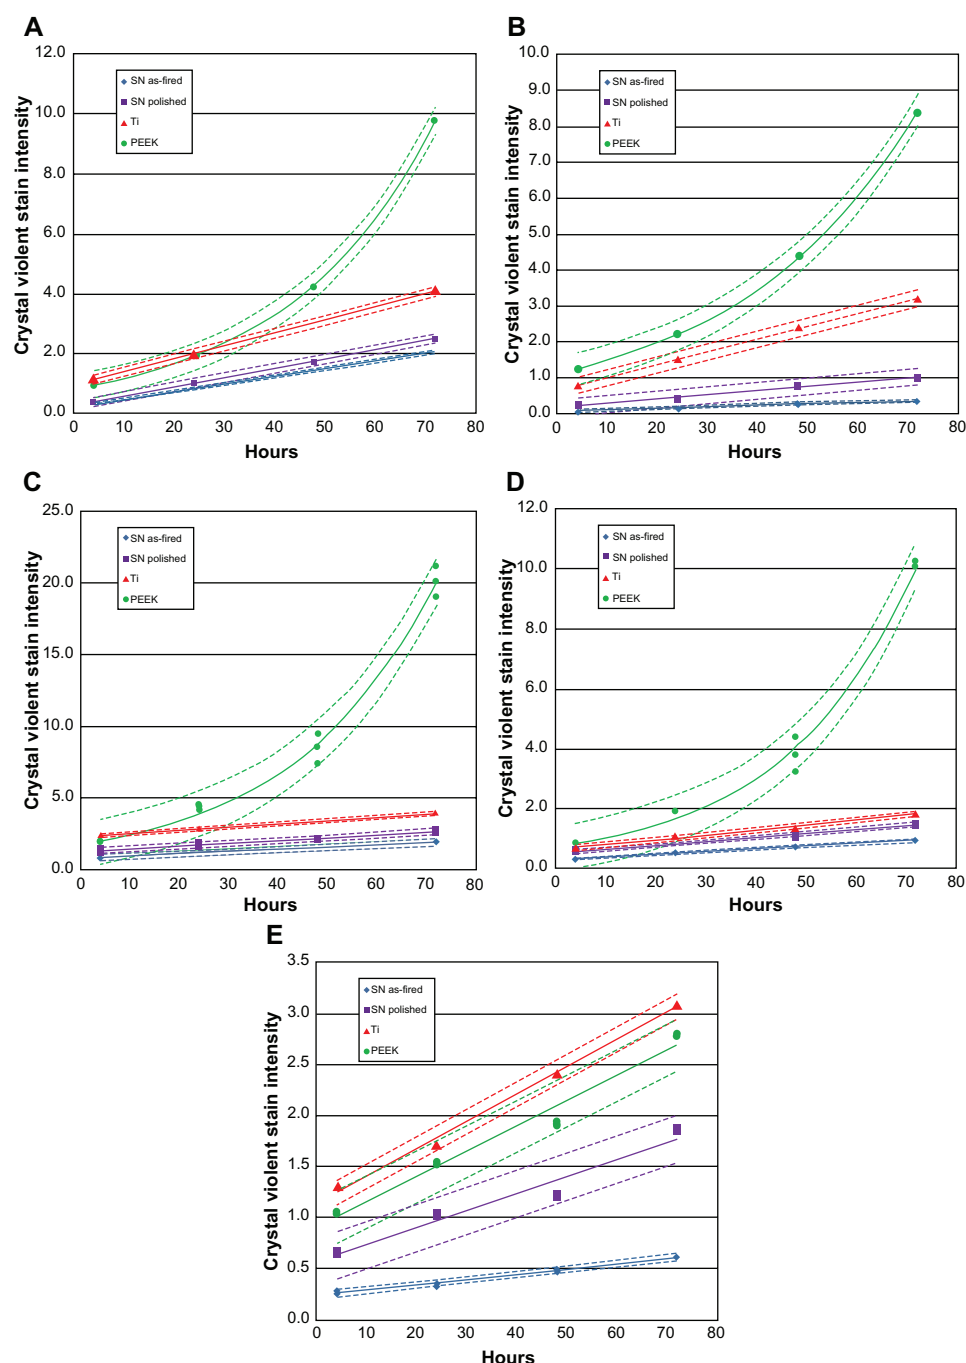 A
Crystal violent stain intensity
12.0
10.0
8.0
6.0
4.0
2.0
0.0
SN as-fired
SN polished
Ti
PEEK
0 10 20 30 40 50 60 70 80
Hours
B
Crystal violent stain intensity
10.0
9.0
8.0
7.0
6.0
5.0
4.0
3.0
2.0
1.0
0.0
SN as-fired
SN polished
Ti
PEEK
0 10 20 30 40 50 60 70 80
Hours
C
Crystal violent stain intensity
25.0
20.0
15.0
10.0
5.0
0.0
SN as-fired
SN polished
Ti
PEEK
0 10 20 30 40 50 60 70 80
Hours
D
Crystal violent stain intensity
12.0
10.0
8.0
6.0
4.0
2.0
0.0
SN as-fired
SN polished
Ti
PEEK
0 10 20 30 40 50 60 70 80
Hours
E
Crystal violent stain intensity
3.5
3.0
2.5
2.0
1.5
1.0
0.5
0.0
SN as-fired
SN polished
Ti
PEEK
0 10 20 30 40 50 60 70 80
Hours